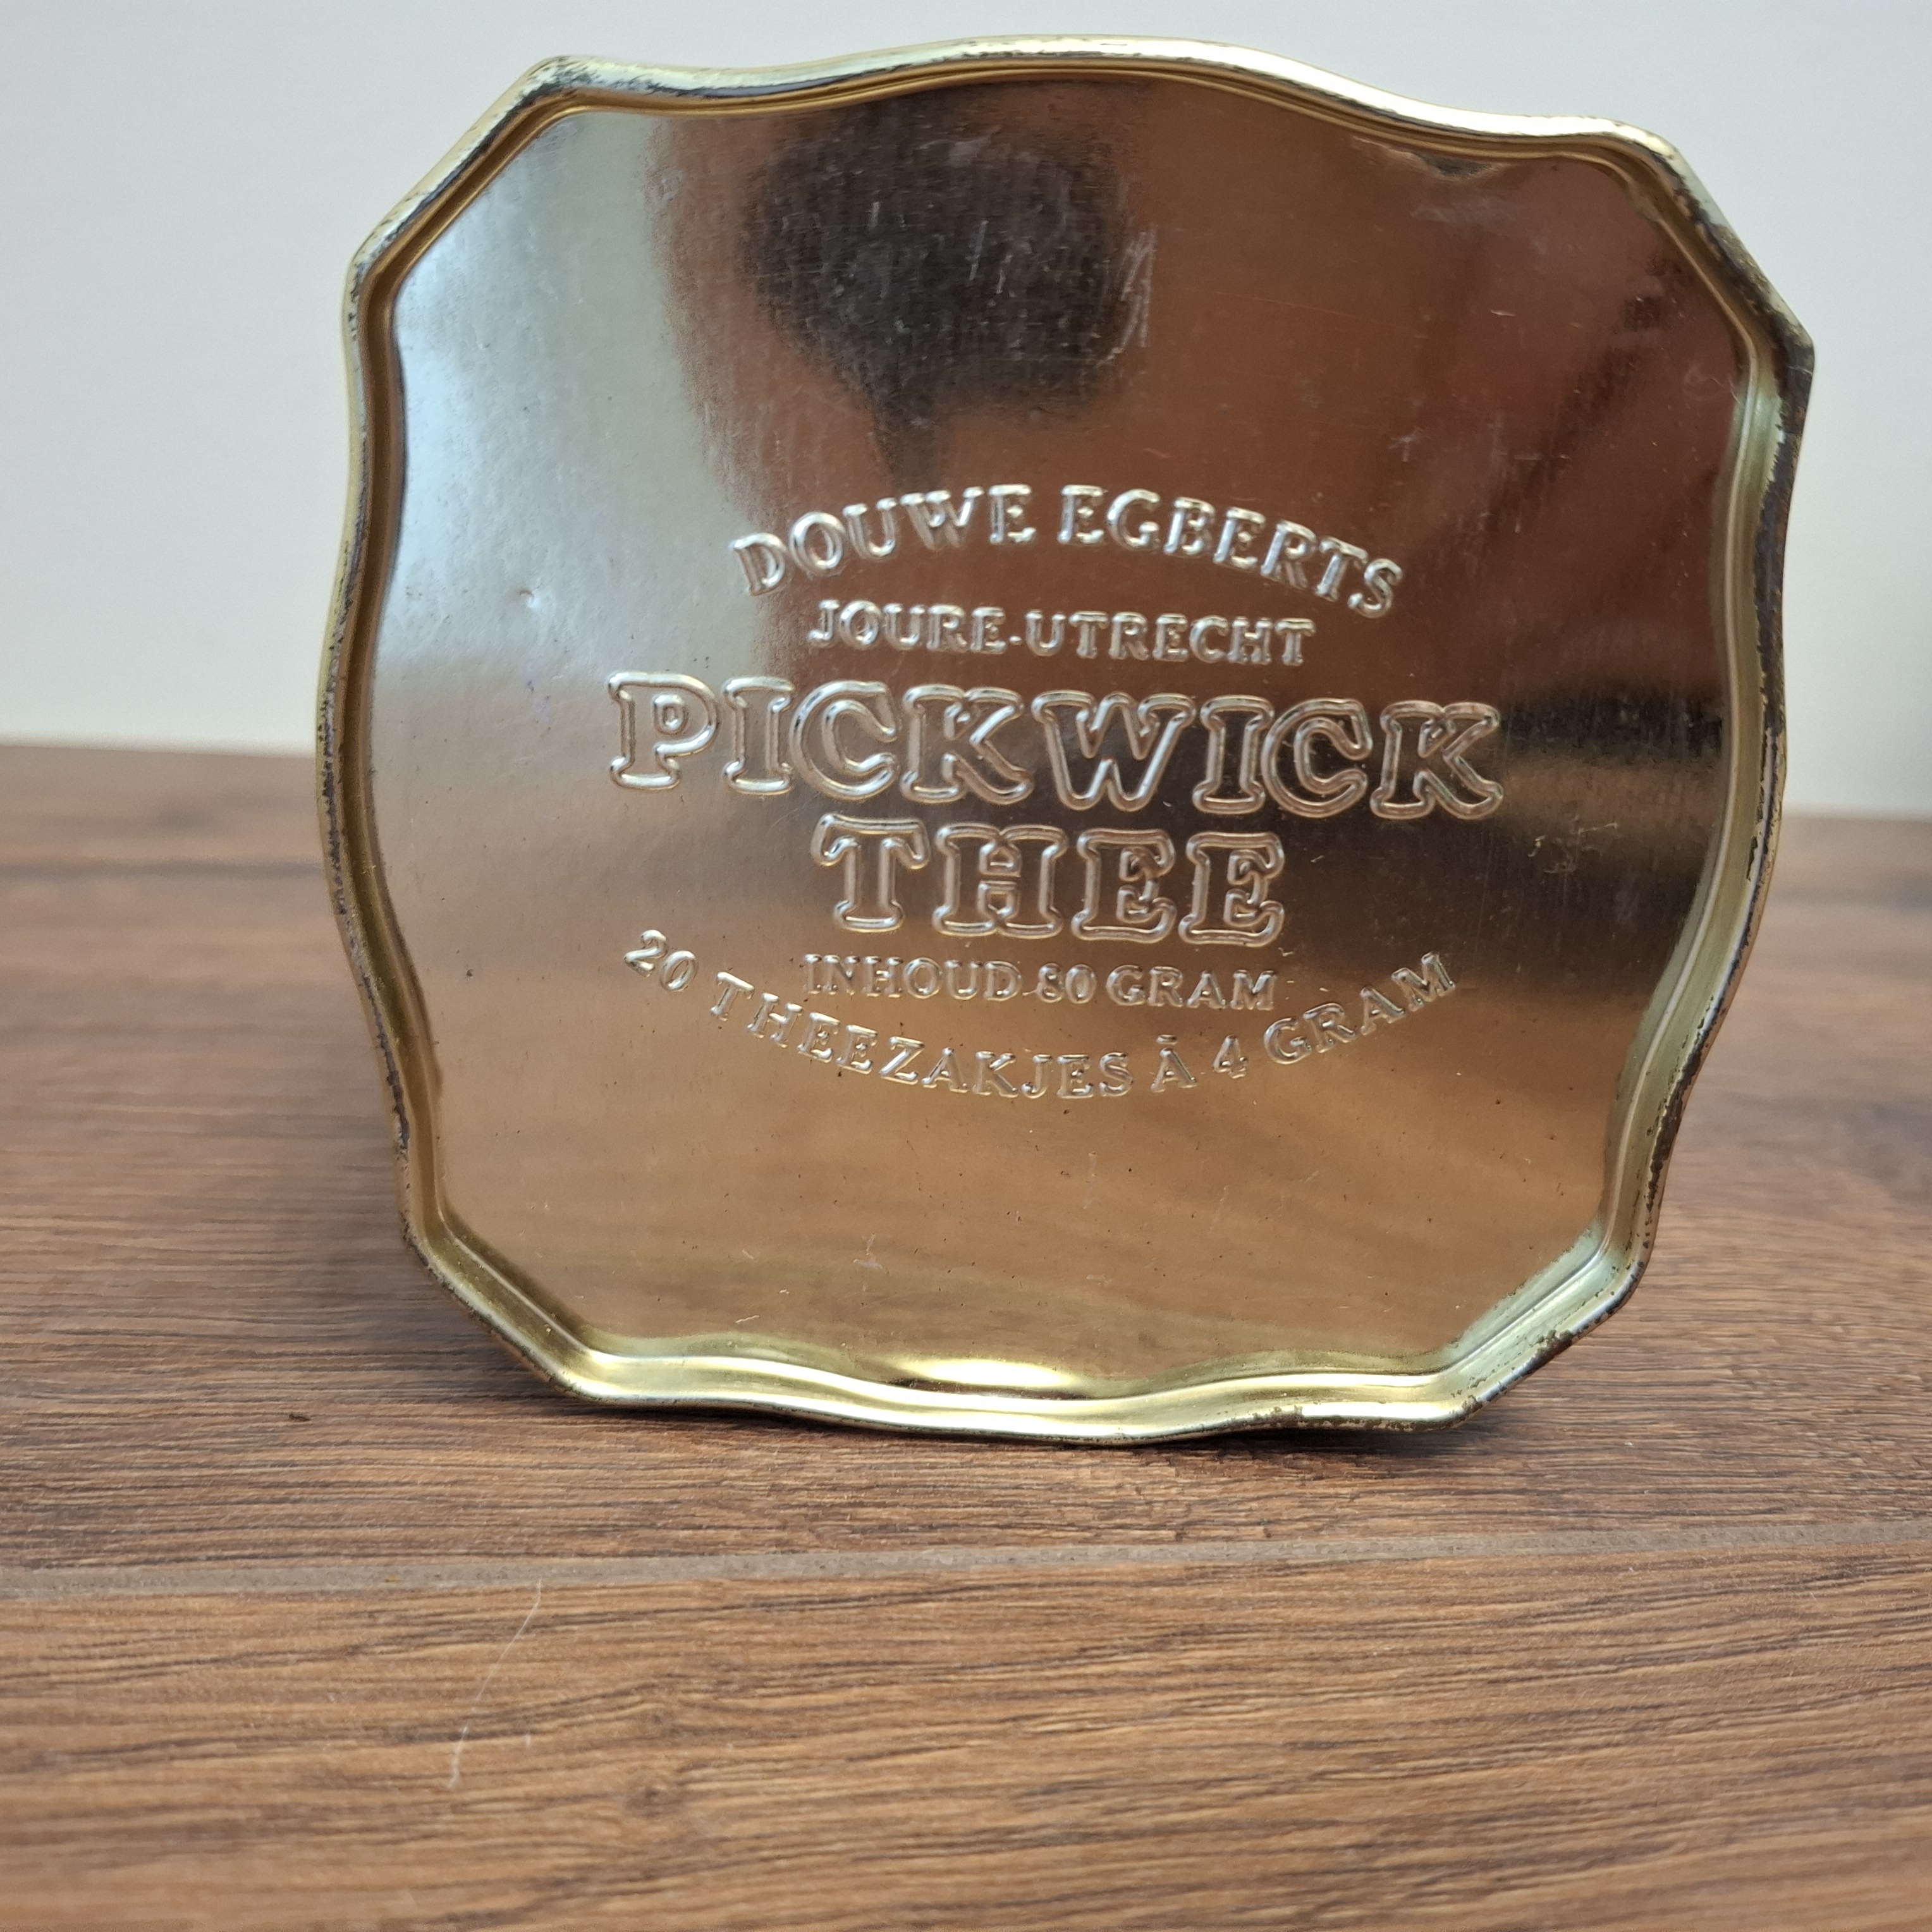 DOUWE EGBERTS
JOURE-UTRECHT
PICKWICK
THEE
INHOUD 80 GRAM
20 THEEZAKJES À 4 GRAM